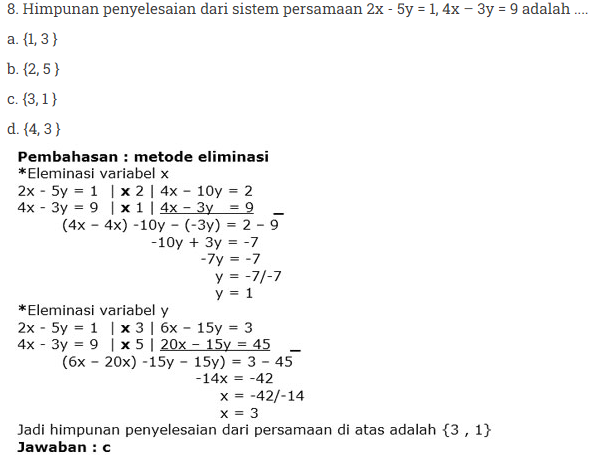 8. Himpunan penyelesaian dari sistem persamaan 2x - 5y = 1, 4x – 3y = 9 adalah ....
a. {1, 3 }
b. {2, 5 }
c. {3, 1 }
d. {4, 3 }
Pembahasan : metode eliminasi
*Eleminasi variabel x
2x - 5y = 1 | x 2 | 4x – 10y = 2
4x - 3y = 9 | x 1 | 4x – 3y = 9 –
(4x – 4x) -10y – (-3y) = 2 – 9
-10y + 3y = -7
-7y = -7
y = -7/-7
y = 1
*Eleminasi variabel y
2x - 5y = 1 | x 3 | 6x – 15y = 3
4x - 3y = 9 | x 5 | 20x – 15y = 45 –
(6x – 20x) -15y – 15y) = 3 – 45
-14x = -42
x = -42/-14
x = 3
Jadi himpunan penyelesaian dari persamaan di atas adalah {3 , 1}
Jawaban : c